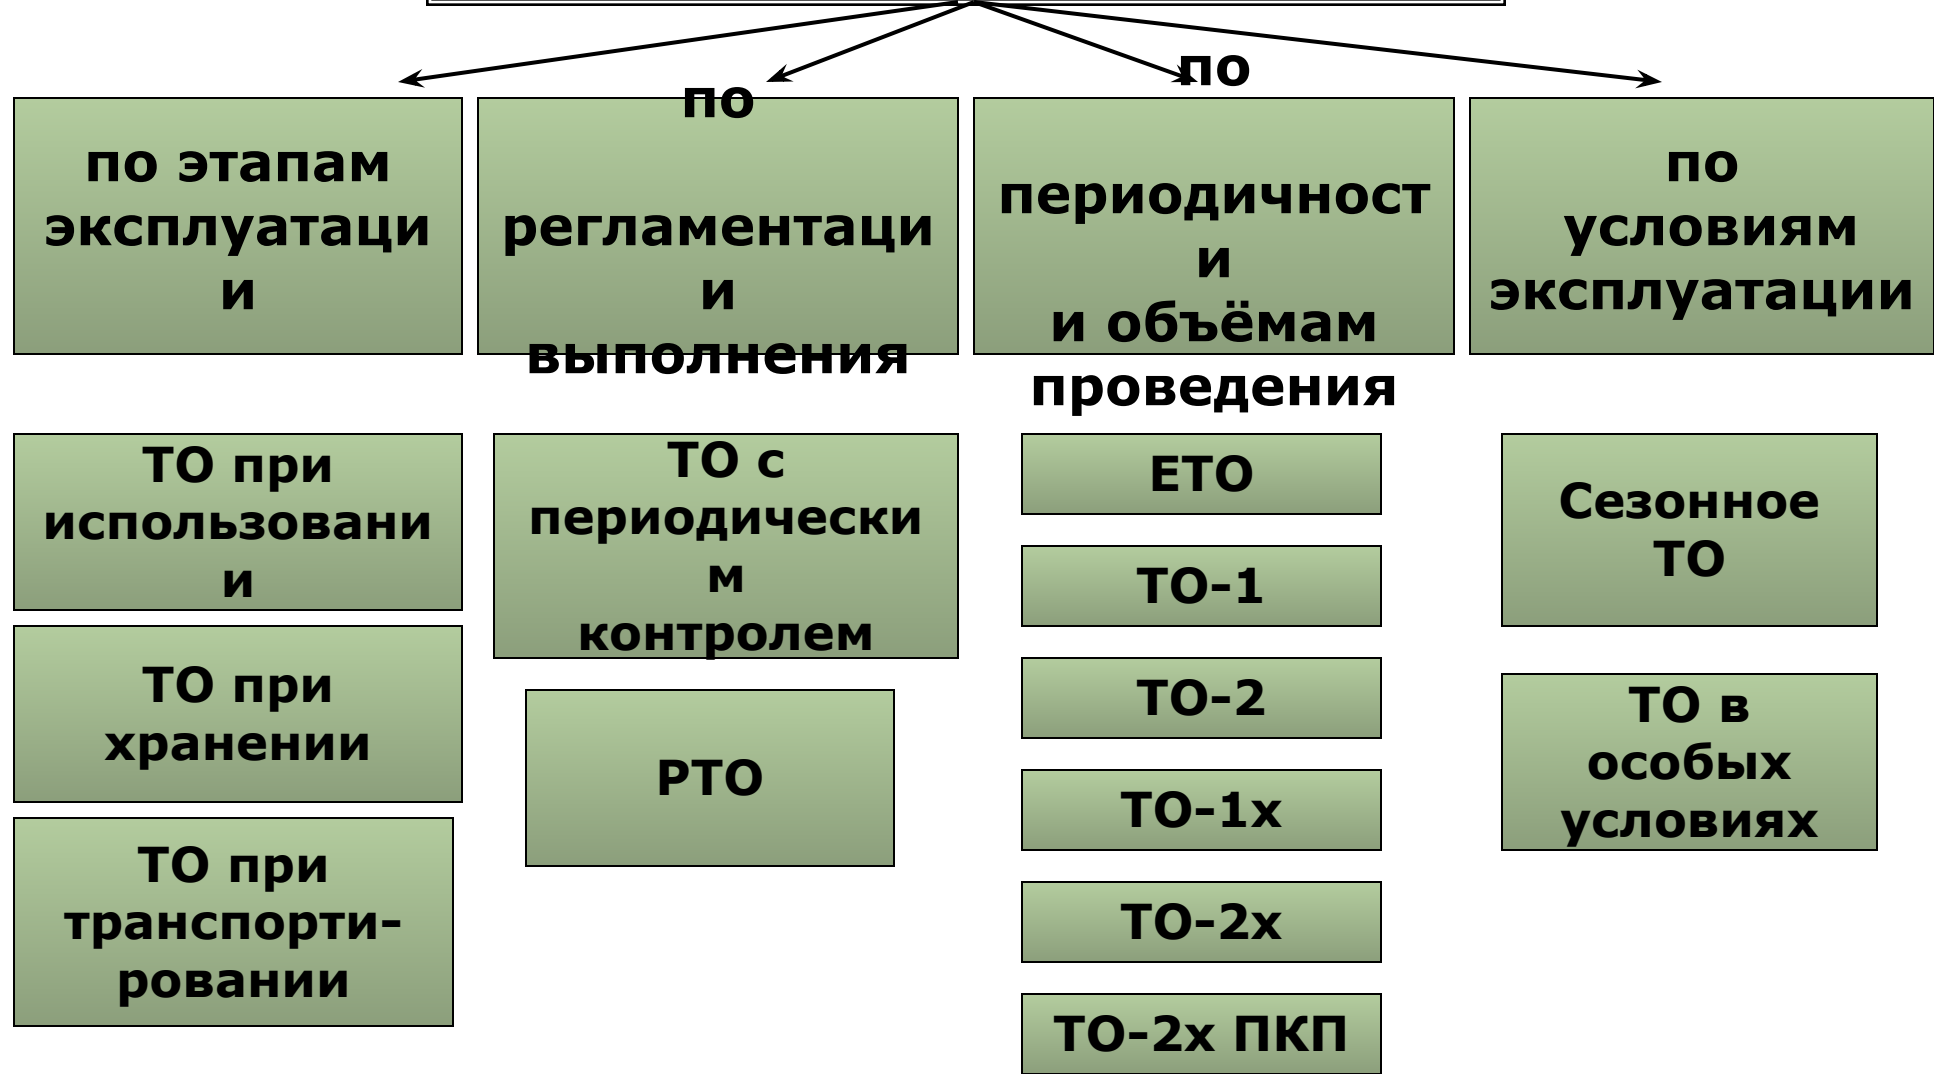 по этапам
эксплуатаци
и
по
регламентаци
и
выполнения
по
периодичност
и
и объёмам
проведения
по
условиям
эксплуатации
ТО при
использовани
и
ТО при
хранении
ТО при
транспорти-
ровании
ТО с
периодически
м
контролем
РТО
ЕТО
ТО-1
ТО-2
ТО-1х
ТО-2х
ТО-2х ПКП
Сезонное
ТО
ТО в
особых
условиях